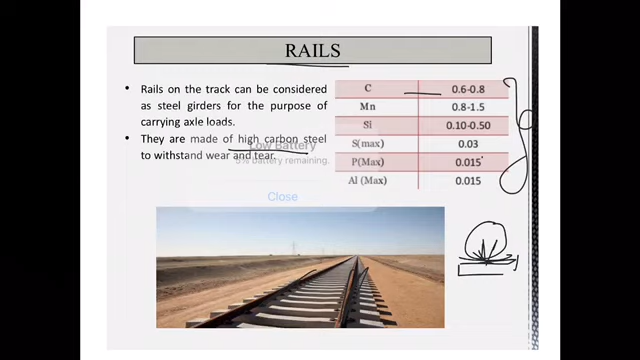 RAILS
• Rails on the track can be considered
as steel girders for the purpose of
carrying axle loads.
• They are made of high carbon steel
to withstand wear and tear.
C 0.6-0.8
Mn 0.8-1.5
Si 0.10-0.50
S(max) 0.03
P(Max) 0.015
Al (Max) 0.015
Low Battery
5% battery remaining.
Close